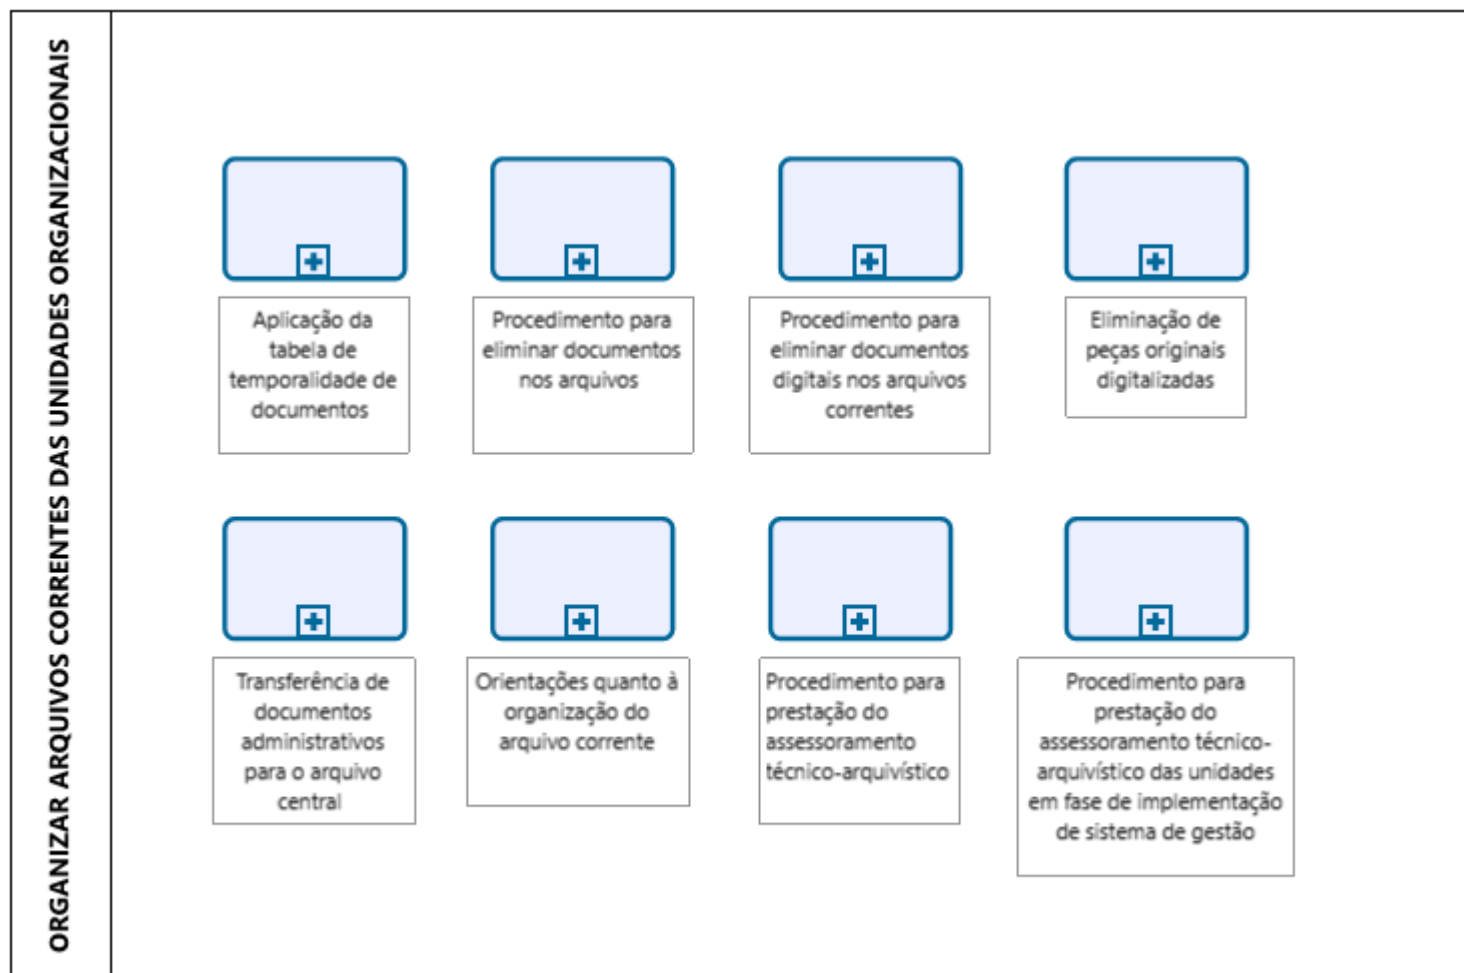 ORGANIZAR ARQUIVOS CORRENTES DAS UNIDADES ORGANIZACIONAIS
Aplicação da
tabela de
temporalidade de
documentos
Procedimento para
eliminar documentos
nos arquivos
Procedimento para
eliminar documentos
digitais nos arquivos
correntes
Eliminação de
peças originais
digitalizadas
Transferência de
documentos
administrativos
para o arquivo
central
Orientações quanto à
organização do
arquivo corrente
Procedimento para
prestação do
assessoramento
técnico-arquivístico
Procedimento para
prestação do
assessoramento técnico-
arquivístico das unidades
em fase de implementação
de sistema de gestão